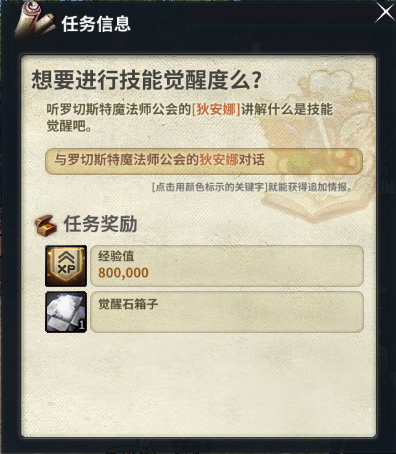 任务信息
想要进行技能觉醒度么?
听罗切斯特魔法师公会的[狄安娜]讲解什么是技能
觉醒吧。
与罗切斯特魔法师公会的狄安娜对话
[点击用颜色标示的关键字]就能获得追加情报。
任务奖励
XP
经验值
800,000
觉醒石箱子
1